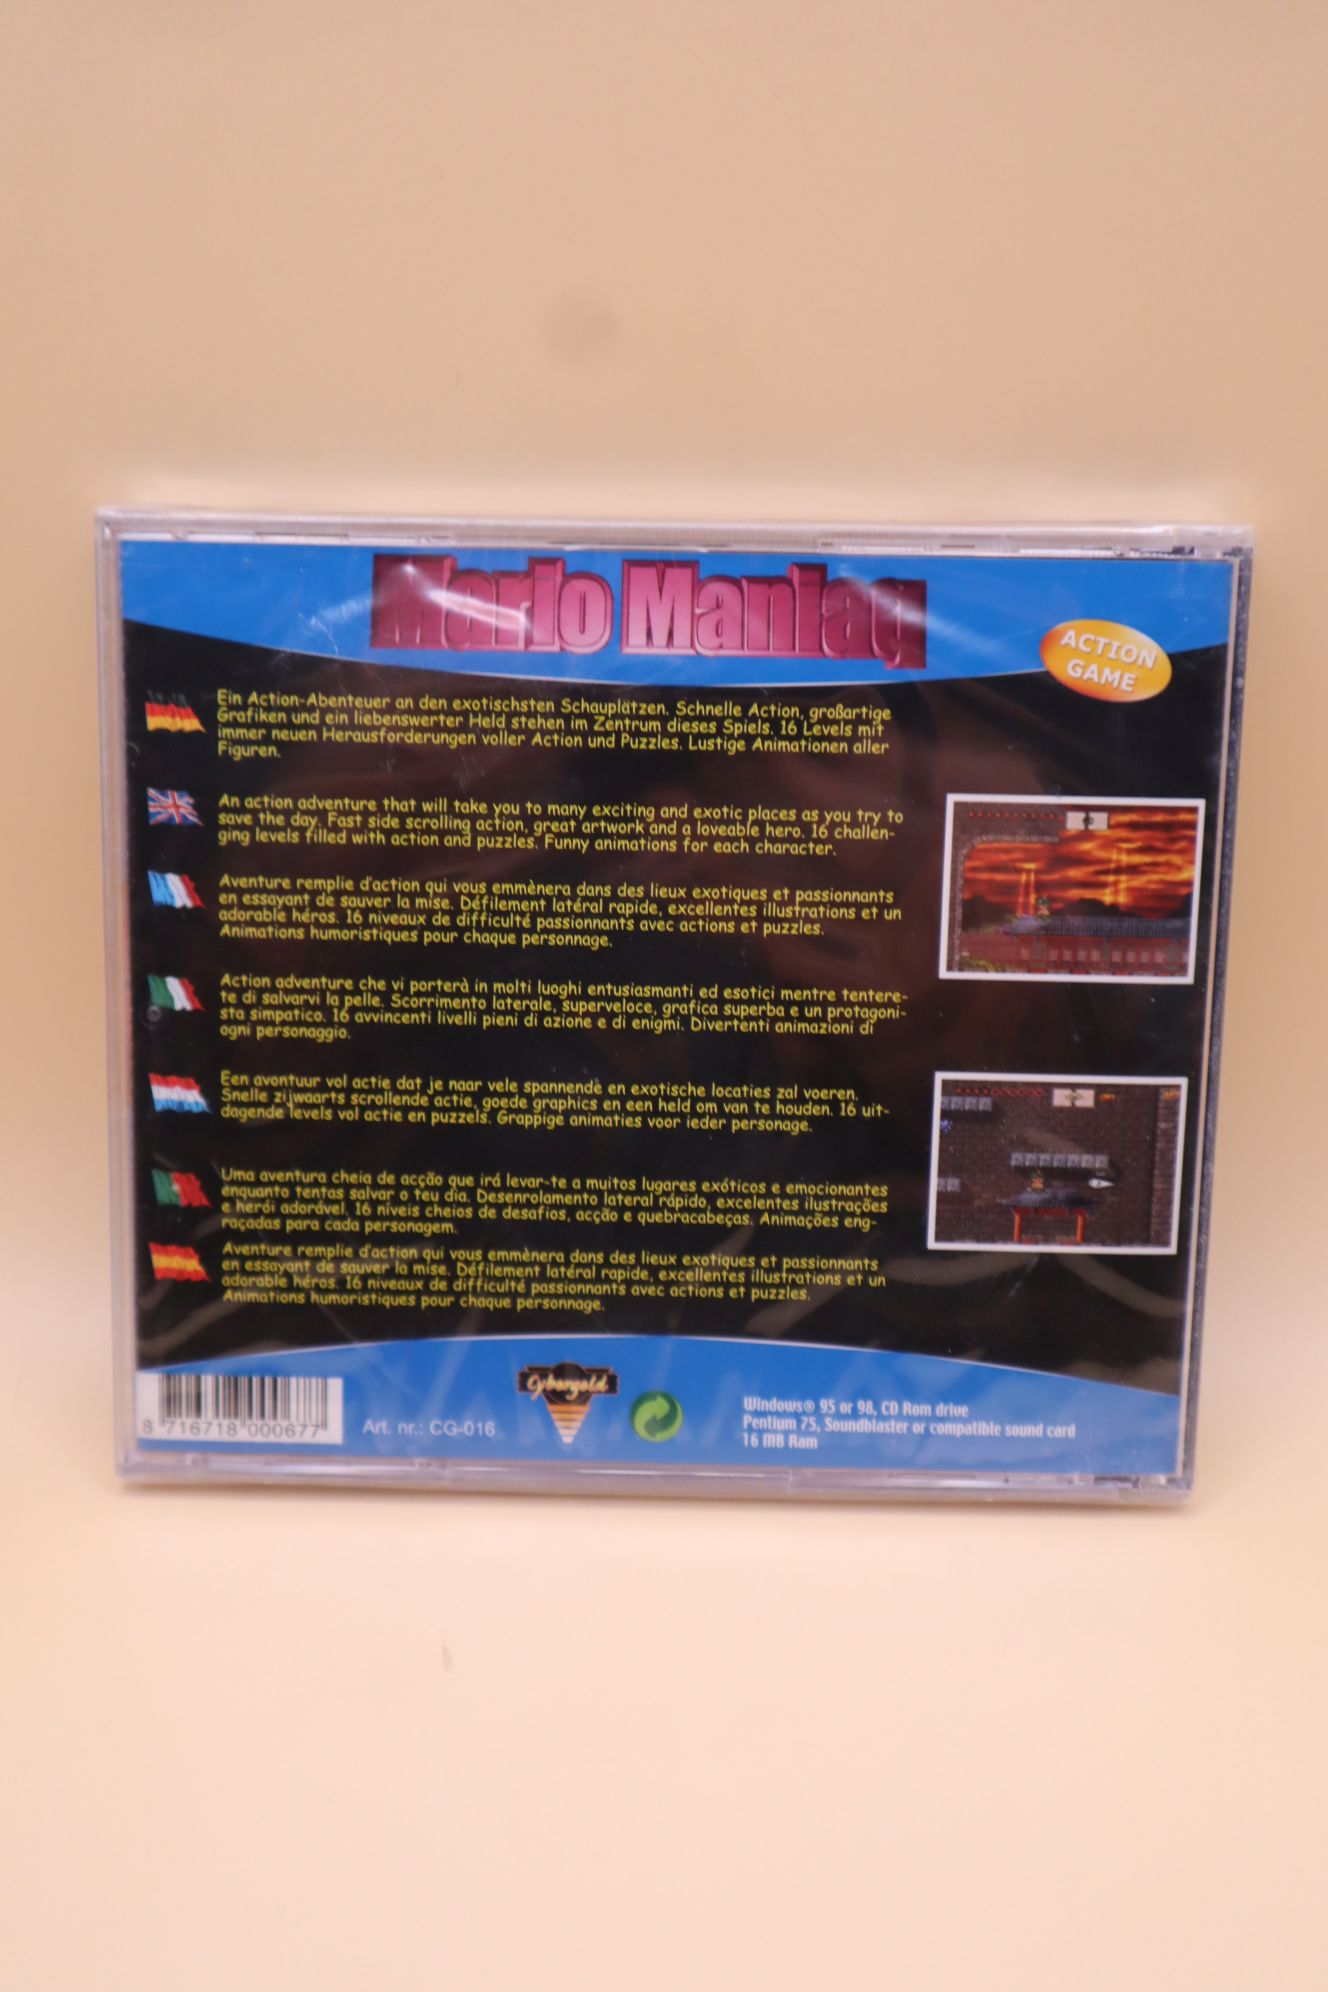 Mario Maniaq
ACTION
GAME
Ein Action-Abenteuer an den exotischsten Schauplätzen. Schnelle Action, großartige
Grafiken und ein liebenswerter Held stehen im Zentrum dieses Spiels. 16 Levels mit
immer neuen Herausforderungen voller Action und Puzzles. Lustige Animationen aller
Figuren.
An action adventure that will take you to many exciting and exotic places as you try to
save the day. Fast side scrolling action, great artwork and a loveable hero. 16 challen-
ging levels filled with action and puzzles. Funny animations for each character.
Aventure remplie d'action qui vous emmènera dans des lieux exotiques et passionnants
en essayant de sauver la mise. Défilement latéral rapide, excellentes illustrations et un
adorable héros. 16 niveaux de difficulté passionnants avec actions et puzzles.
Animations humoristiques pour chaque personnage.
Action adventure che vi porterà in molti luoghi entusiasmanti ed esotici mentre tentere-
te di salvarvi la pelle. Scorrimento laterale, superveloce, grafica superba e un protagoni-
sta simpatico. 16 avvincenti livelli pieni di azione e di enigmi. Divertenti animazioni di
ogni personaggio.
Een avontuur vol actie dat je naar vele spannende en exotische locaties zal voeren.
Snelle zijwaarts scrollende actie, goede graphics en een held om van te houden. 16 uit-
dagende levels vol actie en puzzels. Grappige animaties voor ieder personage.
Uma aventura cheia de acção que irá levar-te a muitos lugares exóticos e emocionantes
enquanto tentas salvar o teu dia. Desenrolamento lateral rápido, excelentes ilustrações
e herói adorável. 16 níveis cheios de desafios, acção e quebracabeças. Animações eng-
raçadas para cada personagem.
Aventure remplie d'action qui vous emmènera dans des lieux exotiques et passionnants
en essayant de sauver la mise. Défilement latéral rapide, excellentes illustrations et un
adorable héros. 16 niveaux de difficulté passionnants avec actions et puzzles.
Animations humoristiques pour chaque personnage.
8 716718 000677
Art. nr.: CG-016
Cybergold
Windows® 95 or 98, CD Rom drive
Pentium 75, Soundblaster or compatible sound card
16 MB Ram